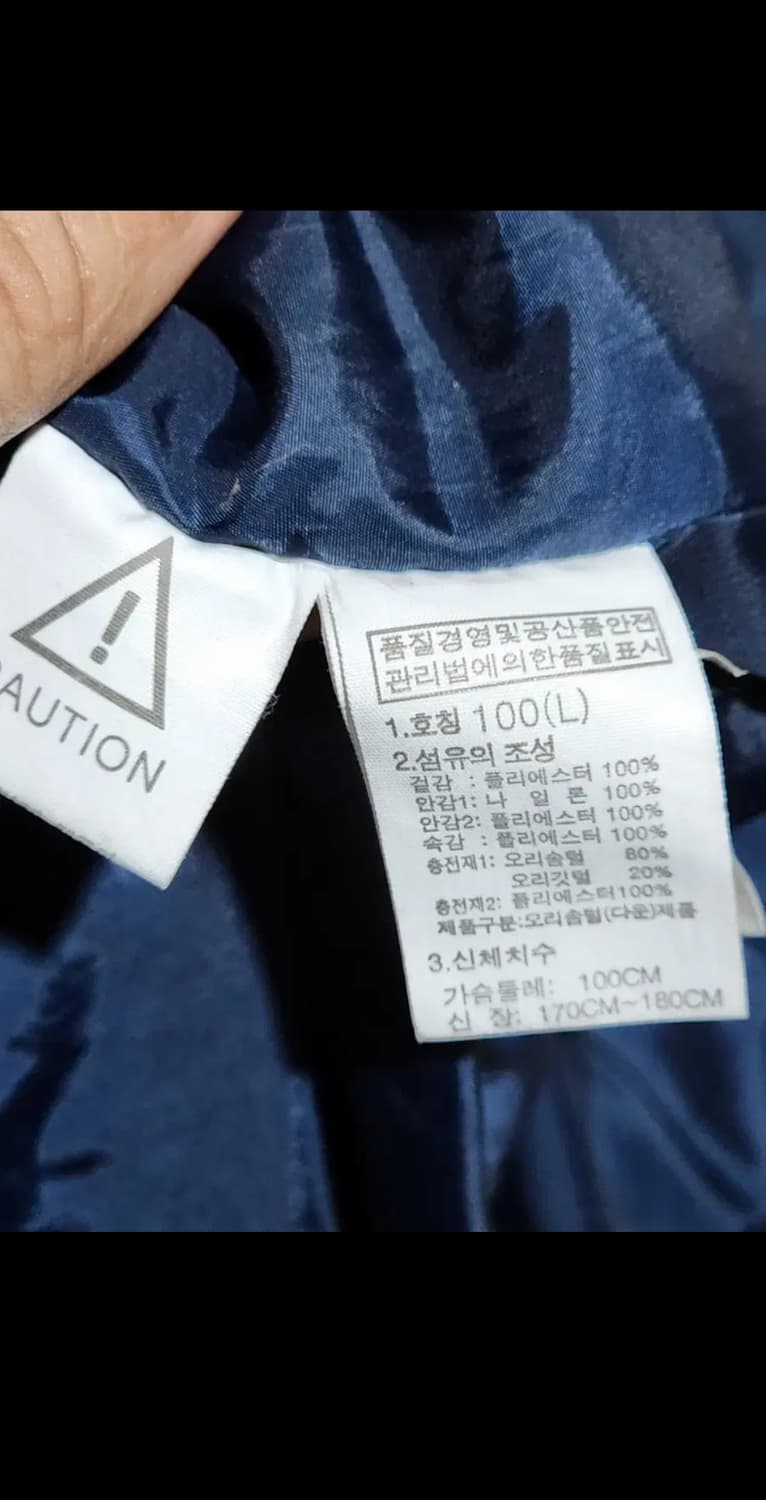 CAUTION
품질경영및공산품안전
관리법에의한품질표시
1.호칭 100(L)
2.섬유의 조성
겉감 : 폴리에스터 100%
안감1: 나 일 론 100%
안감2: 폴리에스터 100%
속감 : 폴리에스터 100%
충전재1: 오리솜털 80%
오리깃털 20%
충전재2: 폴리에스터100%
제품구분:오리솜털(다운)제품
3.신체치수
가슴둘레: 100CM
신 장: 170CM~180CM